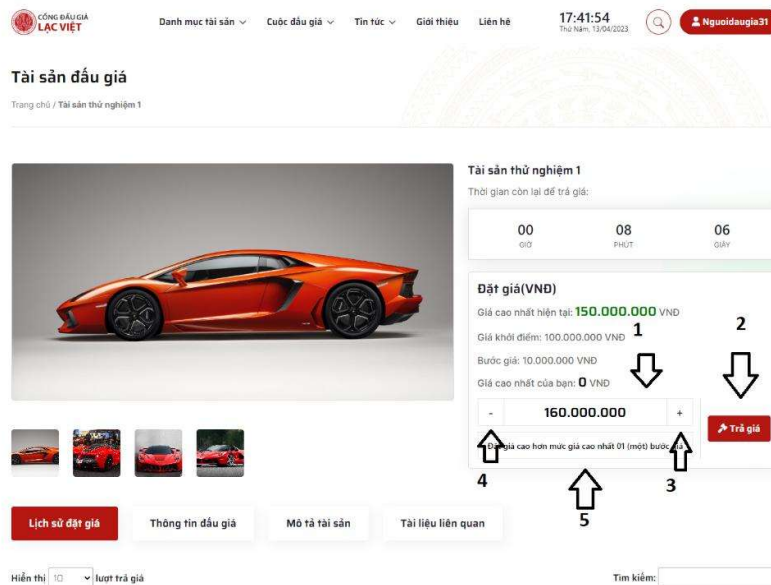 CỔNG ĐẤU GIÁ
LẠC VIỆT
Danh mục tài sản
Cuộc đấu giá
Tin tức
Giới thiệu
Liên hệ
17:41:54
Thứ Năm, 13/04/2023
Nguoidaugia31
Tài sản đấu giá
Trang chủ / Tài sản thử nghiệm 1
Tài sản thử nghiệm 1
Thời gian còn lại để trả giá:
00 08 06
GIỜ PHÚT GIÂY
Đặt giá(VNĐ)
Giá cao nhất hiện tại: 150.000.000 VNĐ
Giá khởi điểm: 100.000.000 VNĐ
1
2
Bước giá: 10.000.000 VNĐ
Giá cao nhất của bạn: 0 VNĐ
- 160.000.000 +
Trả giá
Đặt giá cao hơn mức giá cao nhất 01 (một) bước giá
4
3
5
Lịch sử đặt giá
Thông tin đấu giá
Mô tả tài sản
Tài liệu liên quan
Hiển thị 10 lượt trả giá
Tìm kiếm: